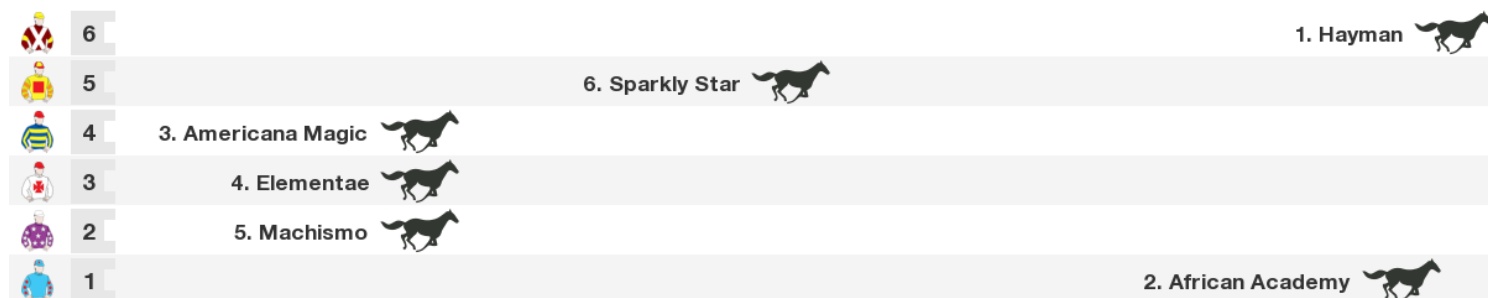 6 1. Hayman
5 6. Sparkly Star
4 3. Americana Magic
3 4. Elementae
2 5. Machismo
1 2. African Academy